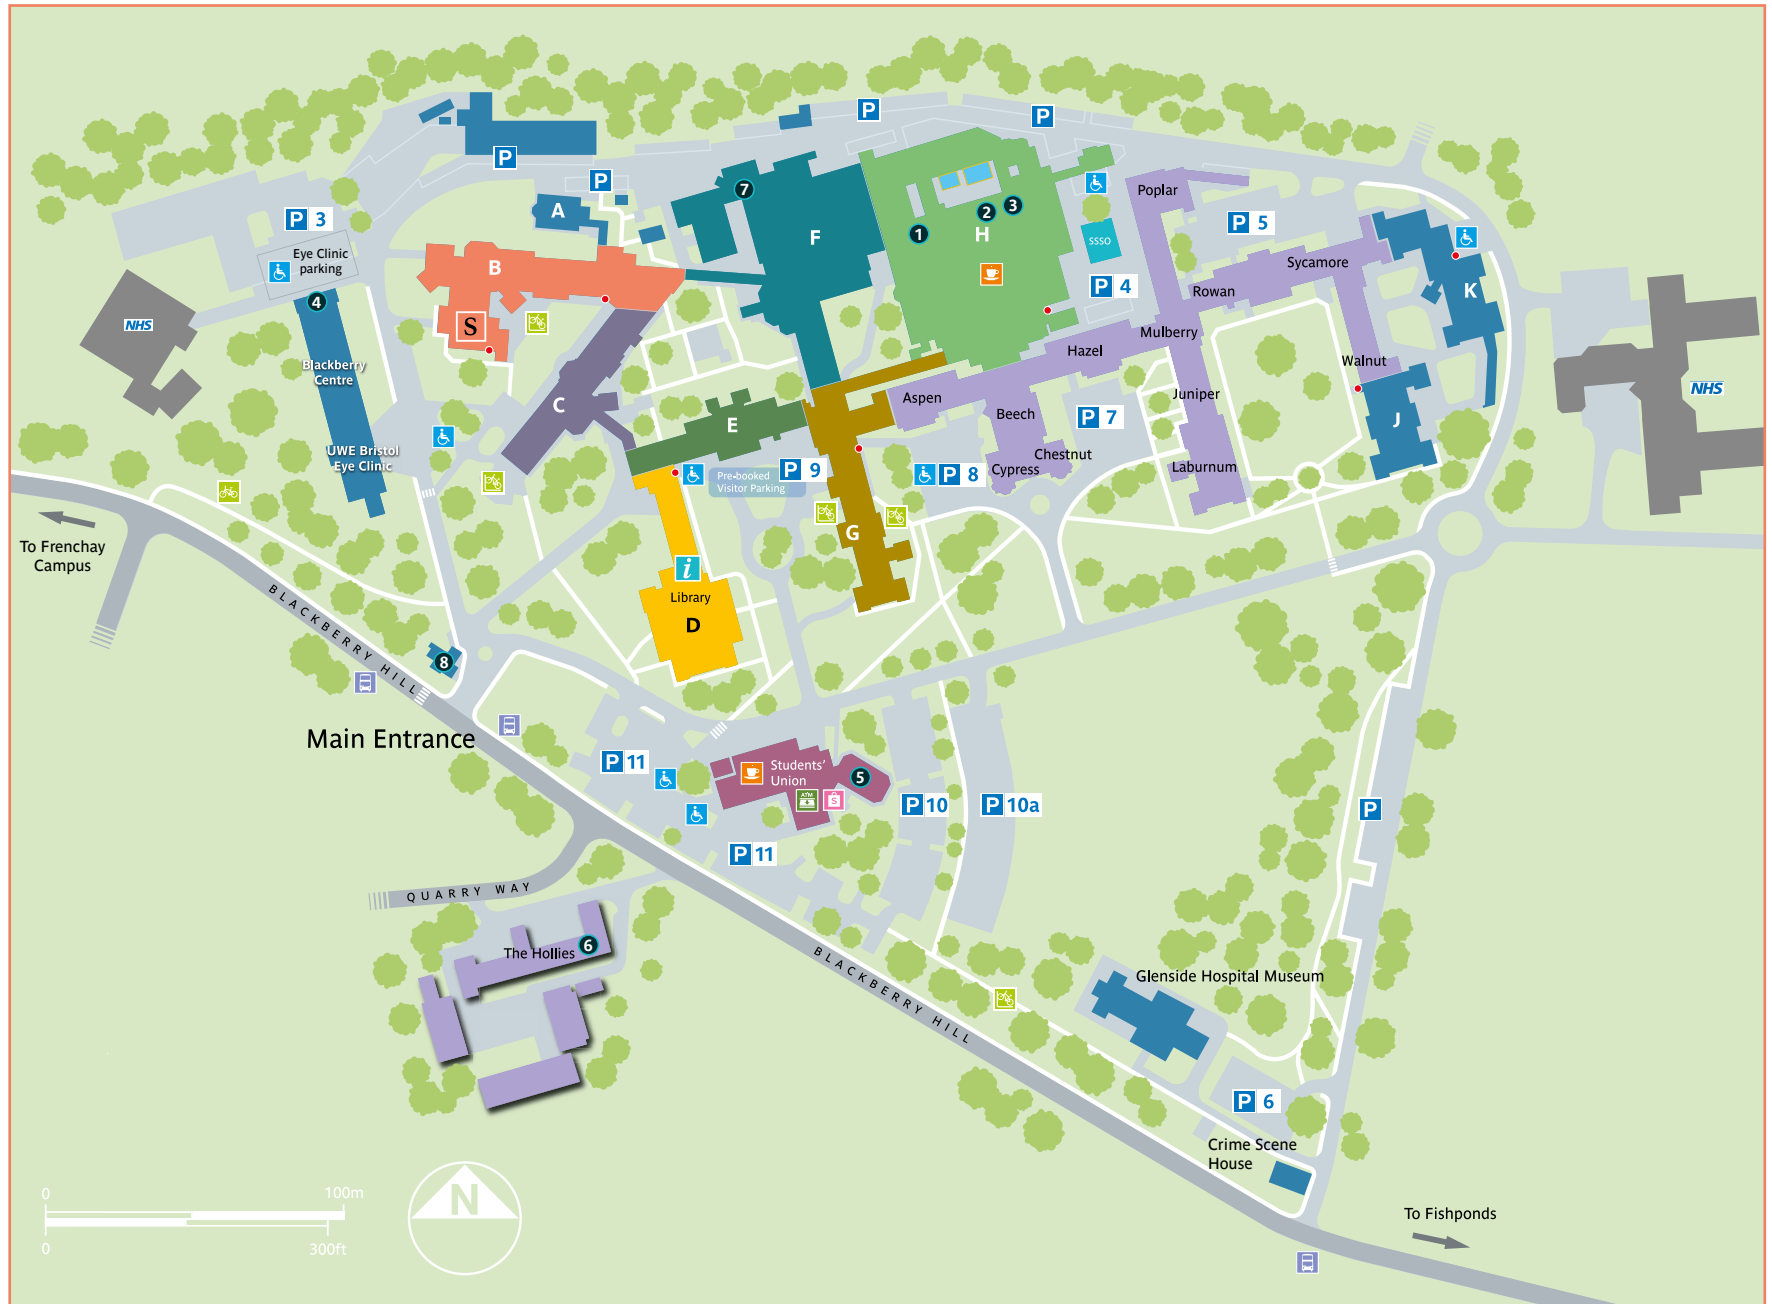 P
P
P
P
7
A
P 3
Eye Clinic
parking
4
NHS
B
S
F
1
2
3
H
SSSO
P 4
Poplar
P 5
Sycamore
Rowan
K
Mulberry
Hazel
Walnut
NHS
Blackberry
Centre
C
E
Aspen
Beech
P 7
Juniper
J
UWE Bristol
Eye Clinic
Chestnut
Cypress
Laburnum
Pre-booked
Visitor Parking
P 9
P 8
G
To Frenchay
Campus
i
Library
D
BLACKBERRY HILL
8
Main Entrance
P 11
Students'
Union
5
ATM
S
P 10
P 10a
P
P 11
QUARRY WAY
The Hollies
6
BLACKBERRY HILL
Glenside Hospital Museum
P 6
Crime Scene
House
0
100m
0
300ft
N
To Fishponds